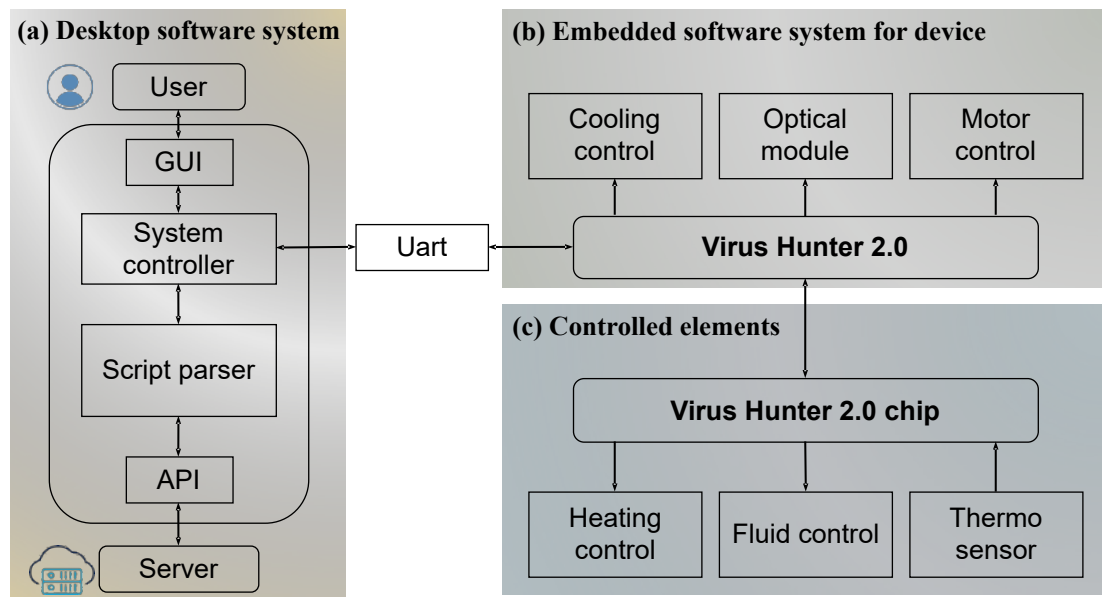 (a) Desktop software system
User
GUI
System
controller
Script parser
API
Server
Uart
(b) Embedded software system for device
Cooling
control
Optical
module
Motor
control
Virus Hunter 2.0
(c) Controlled elements
Virus Hunter 2.0 chip
Heating
control
Fluid control
Thermo
sensor